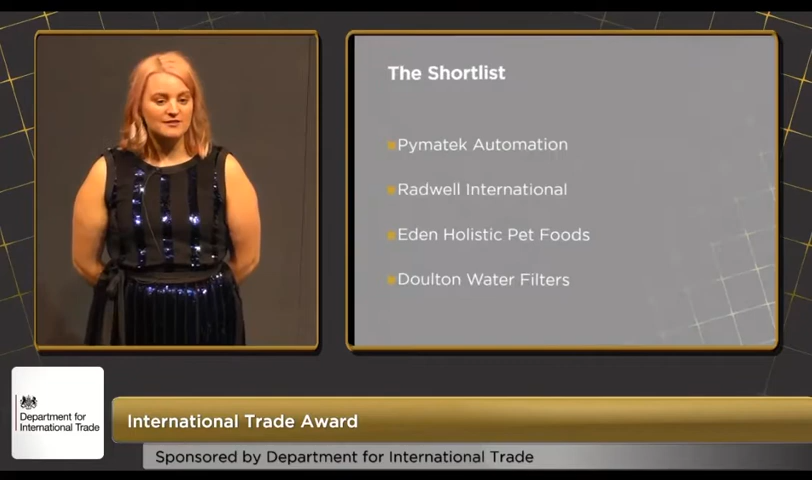 The Shortlist
Pymatek Automation
Radwell International
Eden Holistic Pet Foods
Doulton Water Filters
Department for
International Trade
International Trade Award
Sponsored by Department for International Trade